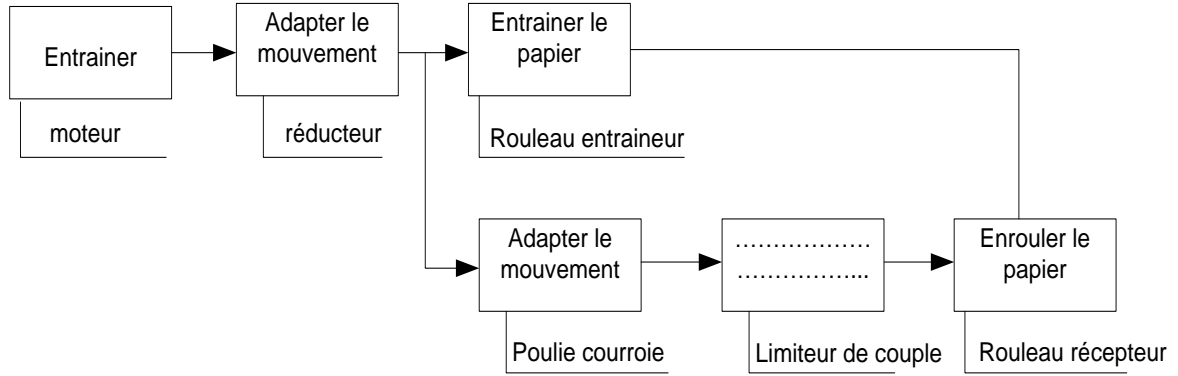 Entrainer
moteur
Adapter le
mouvement
réducteur
Entrainer le
papier
Rouleau entraineur
Adapter le
mouvement
Poulie courroie
………………
……………...
Limiteur de couple
Enrouler le
papier
Rouleau récepteur